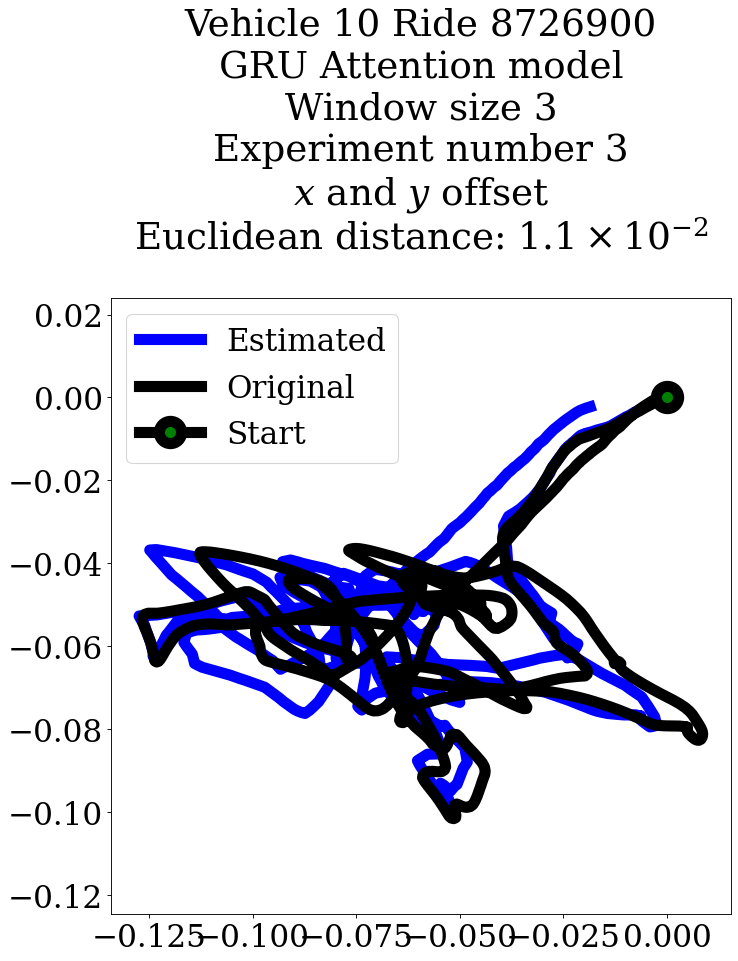 Vehicle 10 Ride 8726900
GRU Attention model
Window size 3
Experiment number 3
x and y offset
Euclidean distance: 1.1 × 10⁻²
Estimated
Original
Start
0.02
0.00
−0.02
−0.04
−0.06
−0.08
−0.10
−0.12
−0.125 −0.100 −0.075 −0.050 −0.025 0.000